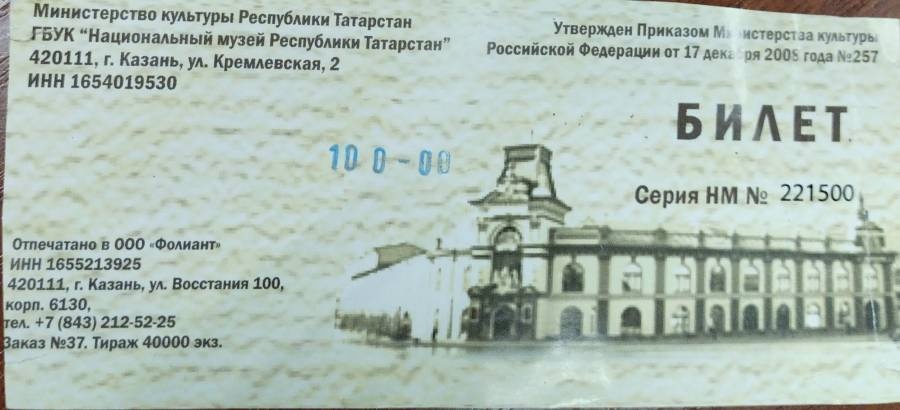 Министерство культуры Республики Татарстан
ГБУК “Национальный музей Республики Татарстан”
420111, г. Казань, ул. Кремлевская, 2
ИНН 1654019530
Утвержден Приказом Министерства культуры
Российской Федерации от 17 декабря 2008 года №257
БИЛЕТ
100-00
Серия НМ № 221500
Отпечатано в ООО «Фолиант»
ИНН 1655213925
420111, г. Казань, ул. Восстания 100,
корп. 6130,
тел. +7 (843) 212-52-25
Заказ №37. Тираж 40000 экз.